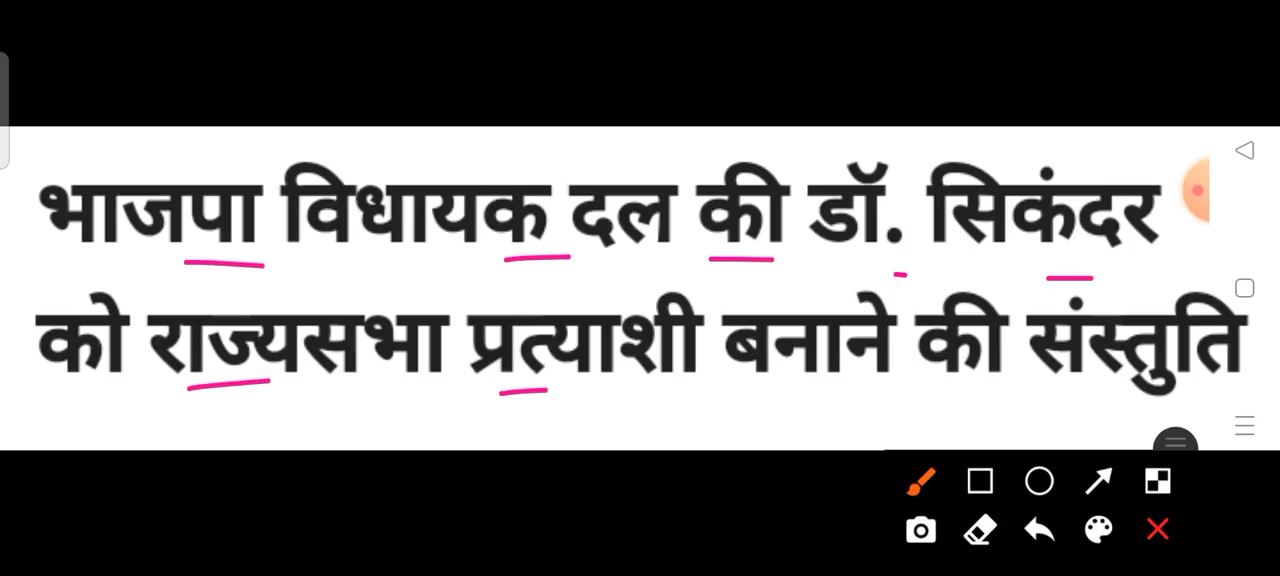 भाजपा विधायक दल की डॉ. सिकंदर
को राज्यसभा प्रत्याशी बनाने की संस्तुति